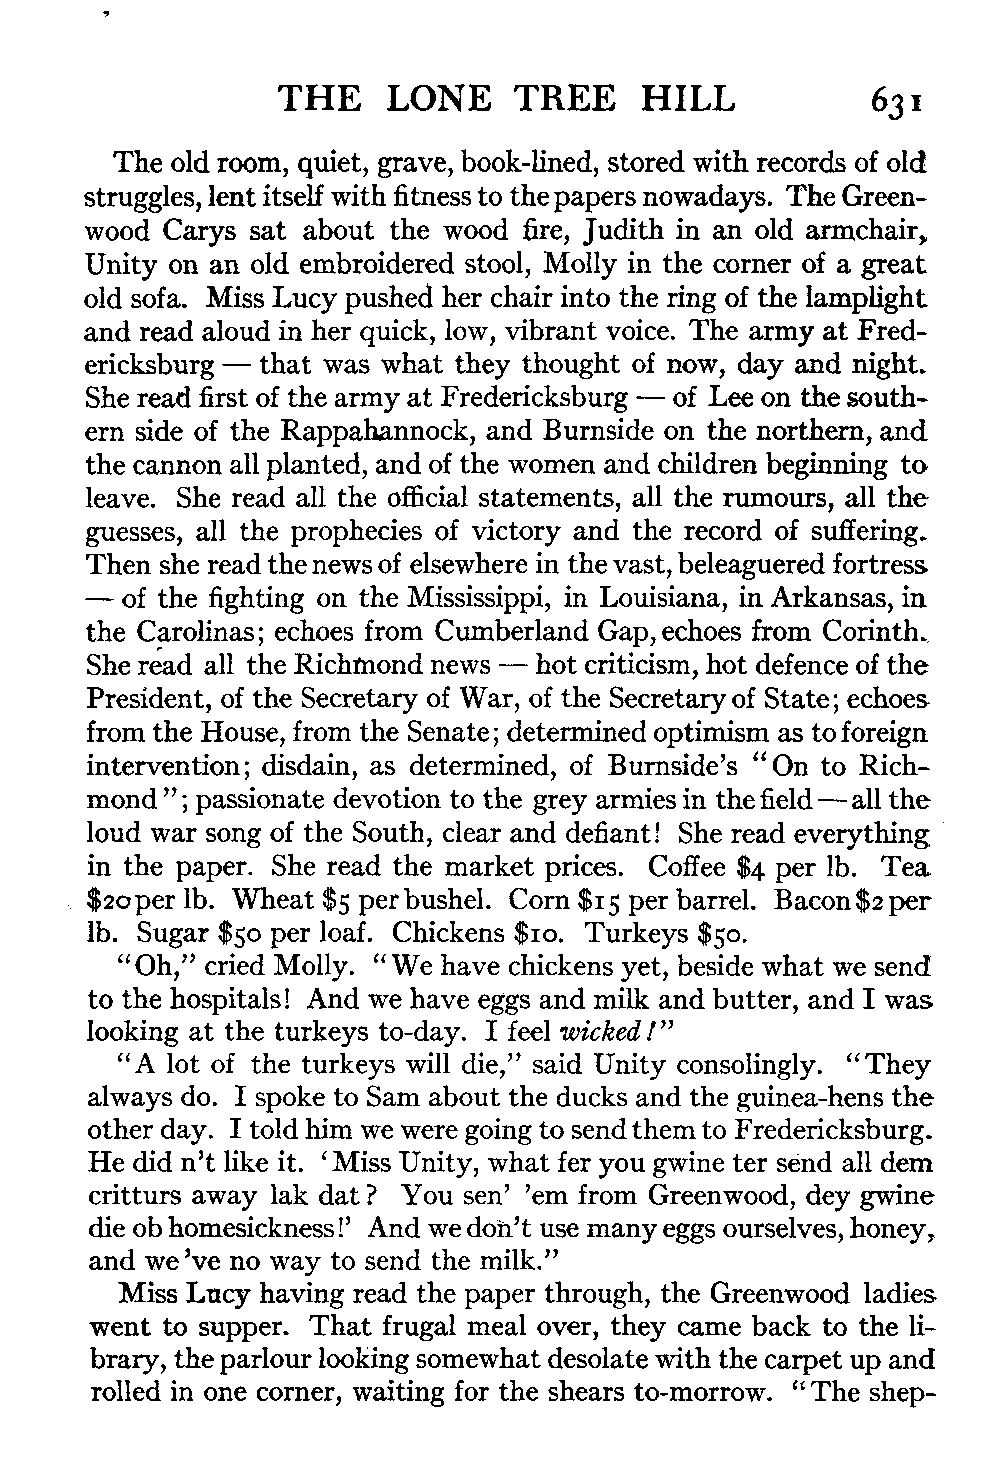 THE LONE TREE HILL 631
The old room, quiet, grave, book-lined, stored with records of old
struggles, lent itself with fitness to the papers nowadays. The Green-
wood Carys sat about the wood fire, Judith in an old armchair,
Unity on an old embroidered stool, Molly in the corner of a great
old sofa. Miss Lucy pushed her chair into the ring of the lamplight
and read aloud in her quick, low, vibrant voice. The army at Fred-
ericksburg — that was what they thought of now, day and night.
She read first of the army at Fredericksburg — of Lee on the south-
ern side of the Rappahannock, and Burnside on the northern, and
the cannon all planted, and of the women and children beginning to
leave. She read all the official statements, all the rumours, all the
guesses, all the prophecies of victory and the record of suffering.
Then she read the news of elsewhere in the vast, beleaguered fortress
— of the fighting on the Mississippi, in Louisiana, in Arkansas, in
the Carolinas; echoes from Cumberland Gap, echoes from Corinth.
She read all the Richmond news — hot criticism, hot defence of the
President, of the Secretary of War, of the Secretary of State; echoes
from the House, from the Senate; determined optimism as to foreign
intervention; disdain, as determined, of Burnside's "On to Rich-
mond"; passionate devotion to the grey armies in the field — all the
loud war song of the South, clear and defiant! She read everything
in the paper. She read the market prices. Coffee $4 per lb. Tea
$20 per lb. Wheat $5 per bushel. Corn $15 per barrel. Bacon $2 per
lb. Sugar $50 per loaf. Chickens $10. Turkeys $50.
"Oh," cried Molly. "We have chickens yet, beside what we send
to the hospitals! And we have eggs and milk and butter, and I was
looking at the turkeys to-day. I feel wicked!"
"A lot of the turkeys will die," said Unity consolingly. "They
always do. I spoke to Sam about the ducks and the guinea-hens the
other day. I told him we were going to send them to Fredericksburg.
He did n't like it. 'Miss Unity, what fer you gwine ter send all dem
critturs away lak dat? You sen' 'em from Greenwood, dey gwine
die ob homesickness!' And we don't use many eggs ourselves, honey,
and we 've no way to send the milk."
Miss Lucy having read the paper through, the Greenwood ladies
went to supper. That frugal meal over, they came back to the li-
brary, the parlour looking somewhat desolate with the carpet up and
rolled in one corner, waiting for the shears to-morrow. "The shep-